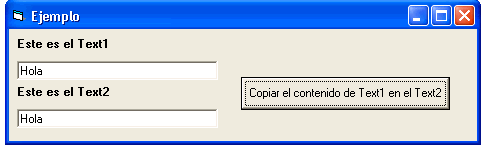 Ejemplo
Este es el Text1
Hola
Este es el Text2
Hola
Copiar el contenido de Text1 en el Text2